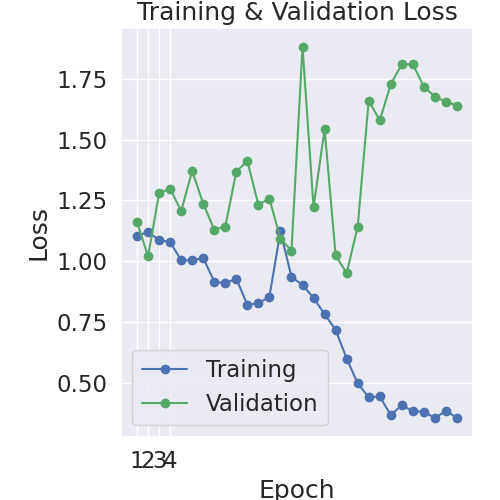 Training & Validation Loss
Loss
1.75
1.50
1.25
1.00
0.75
0.50
Training
Validation
1234
Epoch